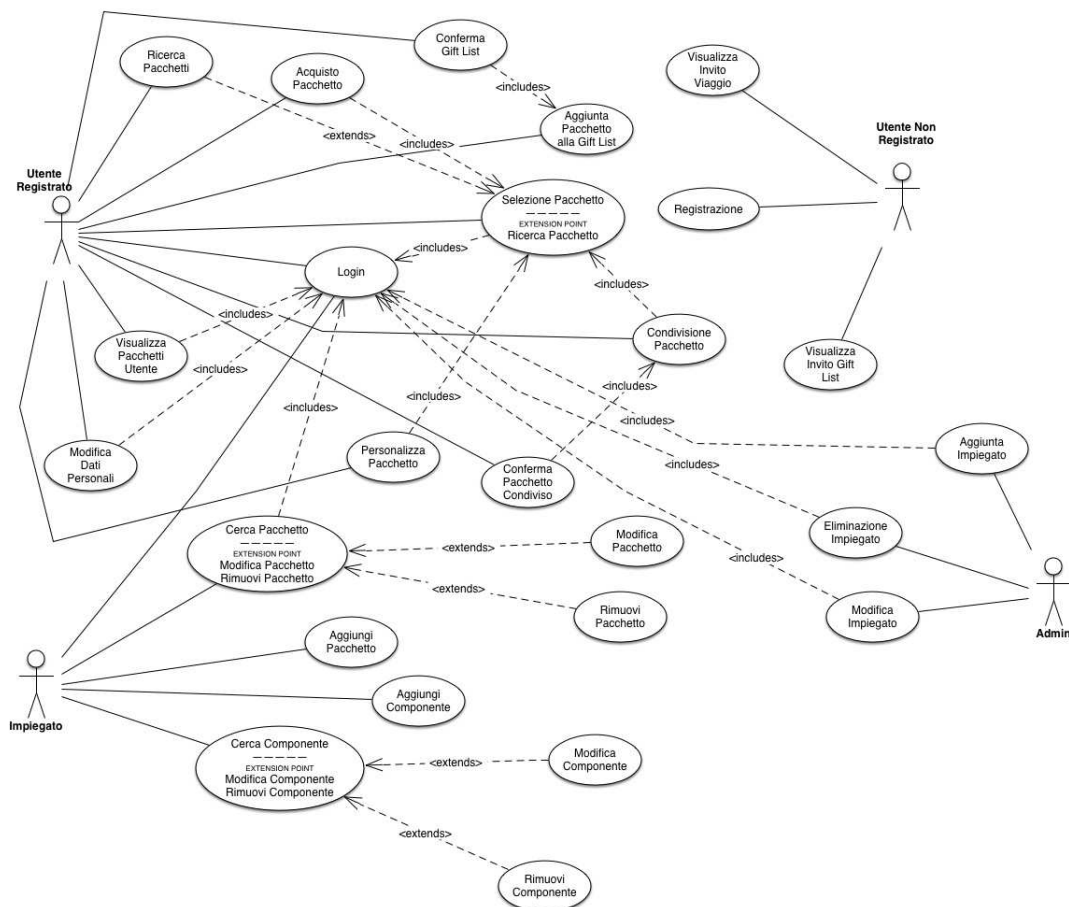 Conferma
Gift List
Ricerca
Pacchetti
Acquisto
Pacchetto
Visualizza
Invito
Viaggio
<includes>
Aggiunta
Pacchetto
alla Gift List
<extends>
<includes>
Utente Non
Registrato
Utente
Registrato
Selezione Pacchetto
EXTENSION POINT
Ricerca Pacchetto
Registrazione
<includes>
Login
<includes>
<includes>
Visualizza
Pacchetti
Utente
Condivisione
Pacchetto
Visualizza
Invito Gift
List
<includes>
<includes>
<includes>
<includes>
<includes>
Modifica
Dati
Personali
Personalizza
Pacchetto
Conferma
Pacchetto
Condiviso
<includes>
Aggiunta
Impiegato
Cerca Pacchetto
EXTENSION POINT
Modifica Pacchetto
Rimuovi Pacchetto
<extends>
Modifica
Pacchetto
Eliminazione
Impiegato
<includes>
<extends>
Rimuovi
Pacchetto
Modifica
Impiegato
Admin
Aggiungi
Pacchetto
Aggiungi
Componente
Impiegato
Cerca Componente
EXTENSION POINT
Modifica Componente
Rimuovi Componente
<extends>
Modifica
Componente
<extends>
Rimuovi
Componente